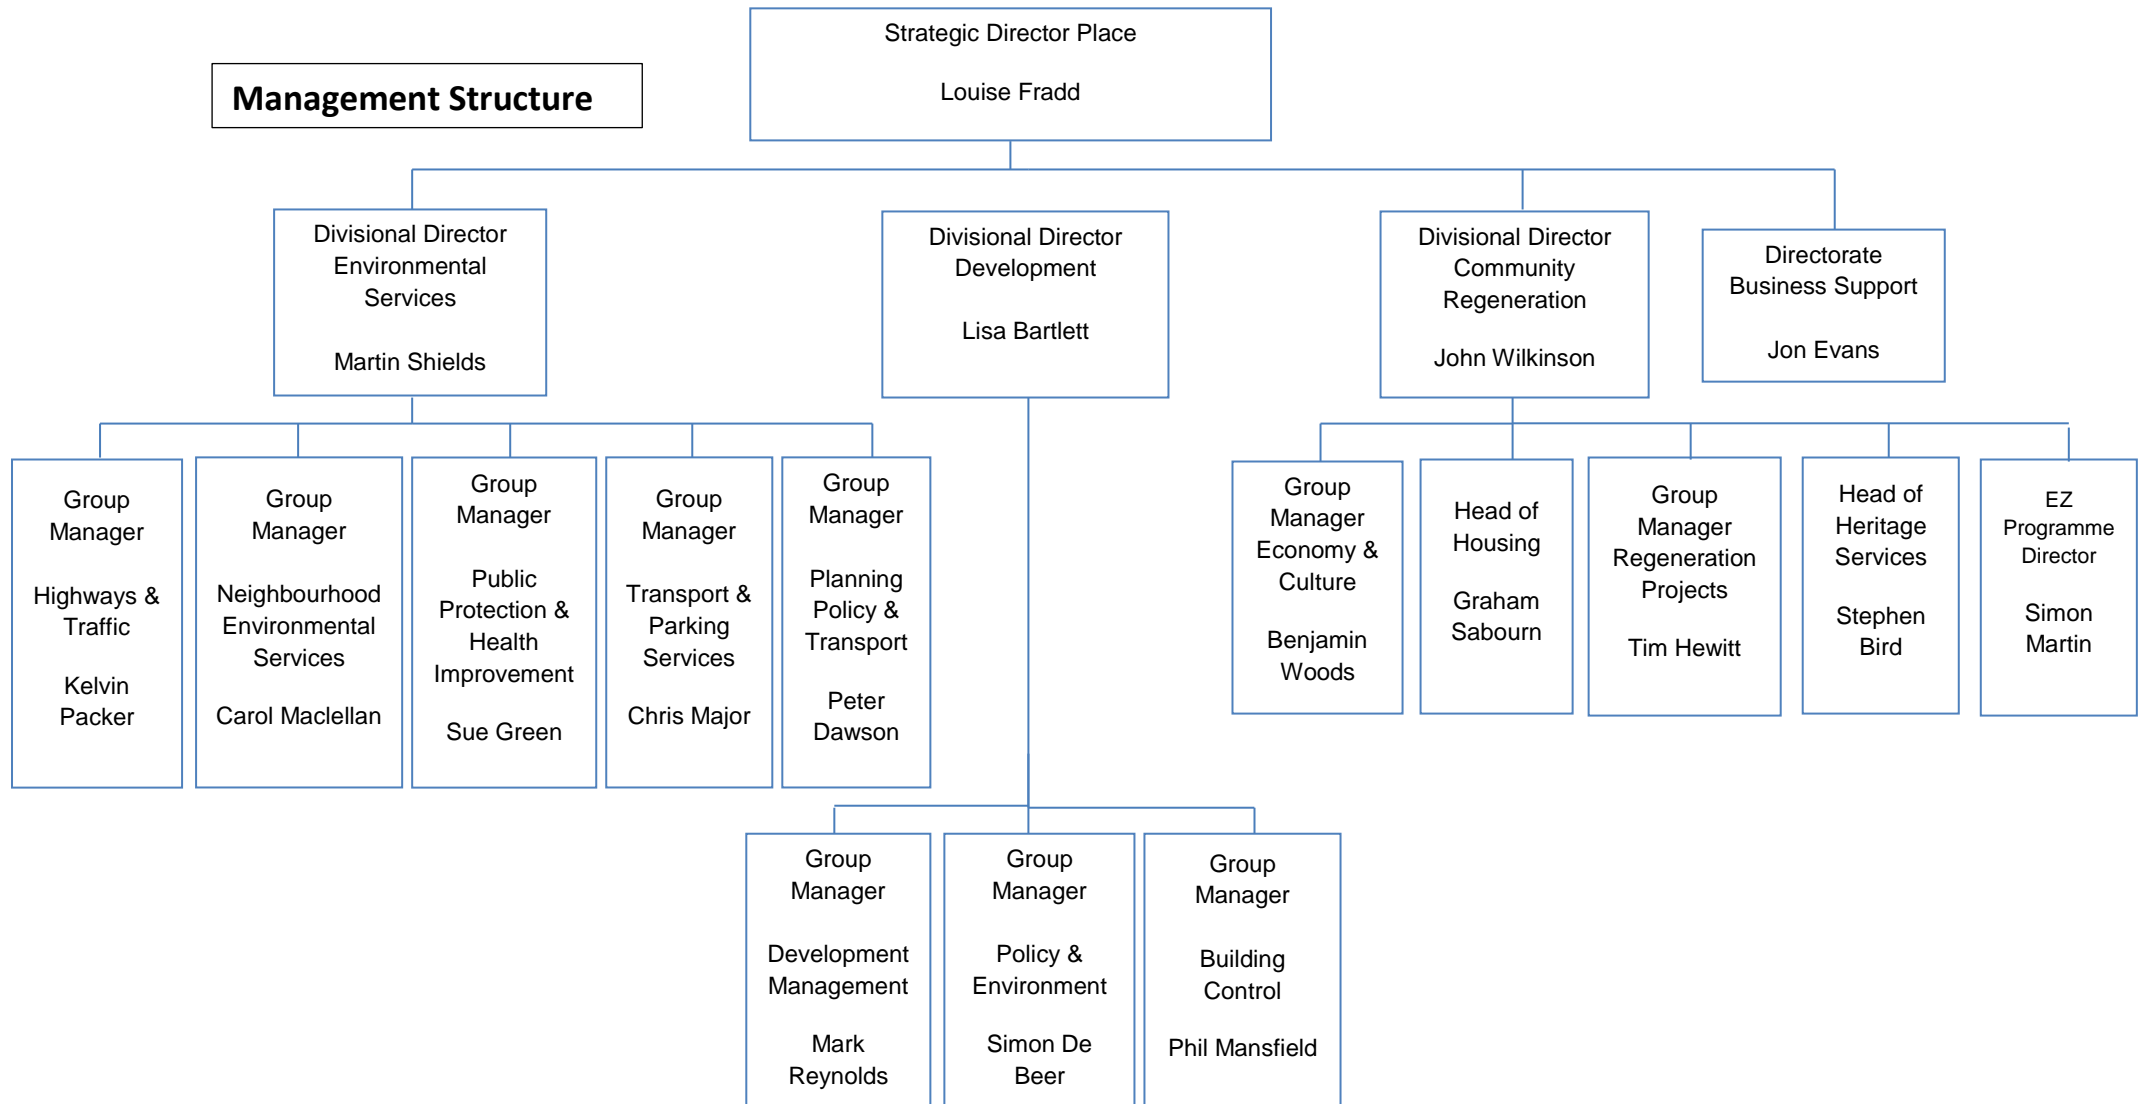 Strategic Director Place
Louise Fradd
Management Structure
Divisional Director
Environmental
Services
Martin Shields
Divisional Director
Development
Lisa Bartlett
Divisional Director
Community
Regeneration
John Wilkinson
Directorate
Business Support
Jon Evans
Group
Manager
Highways &
Traffic
Kelvin
Packer
Group
Manager
Neighbourhood
Environmental
Services
Carol Maclellan
Group
Manager
Public
Protection &
Health
Improvement
Sue Green
Group
Manager
Transport &
Parking
Services
Chris Major
Group
Manager
Planning
Policy &
Transport
Peter
Dawson
Group
Manager
Economy &
Culture
Benjamin
Woods
Head of
Housing
Graham
Sabourn
Group
Manager
Regeneration
Projects
Tim Hewitt
Head of
Heritage
Services
Stephen
Bird
EZ
Programme
Director
Simon
Martin
Group
Manager
Development
Management
Mark
Reynolds
Group
Manager
Policy &
Environment
Simon De
Beer
Group
Manager
Building
Control
Phil Mansfield